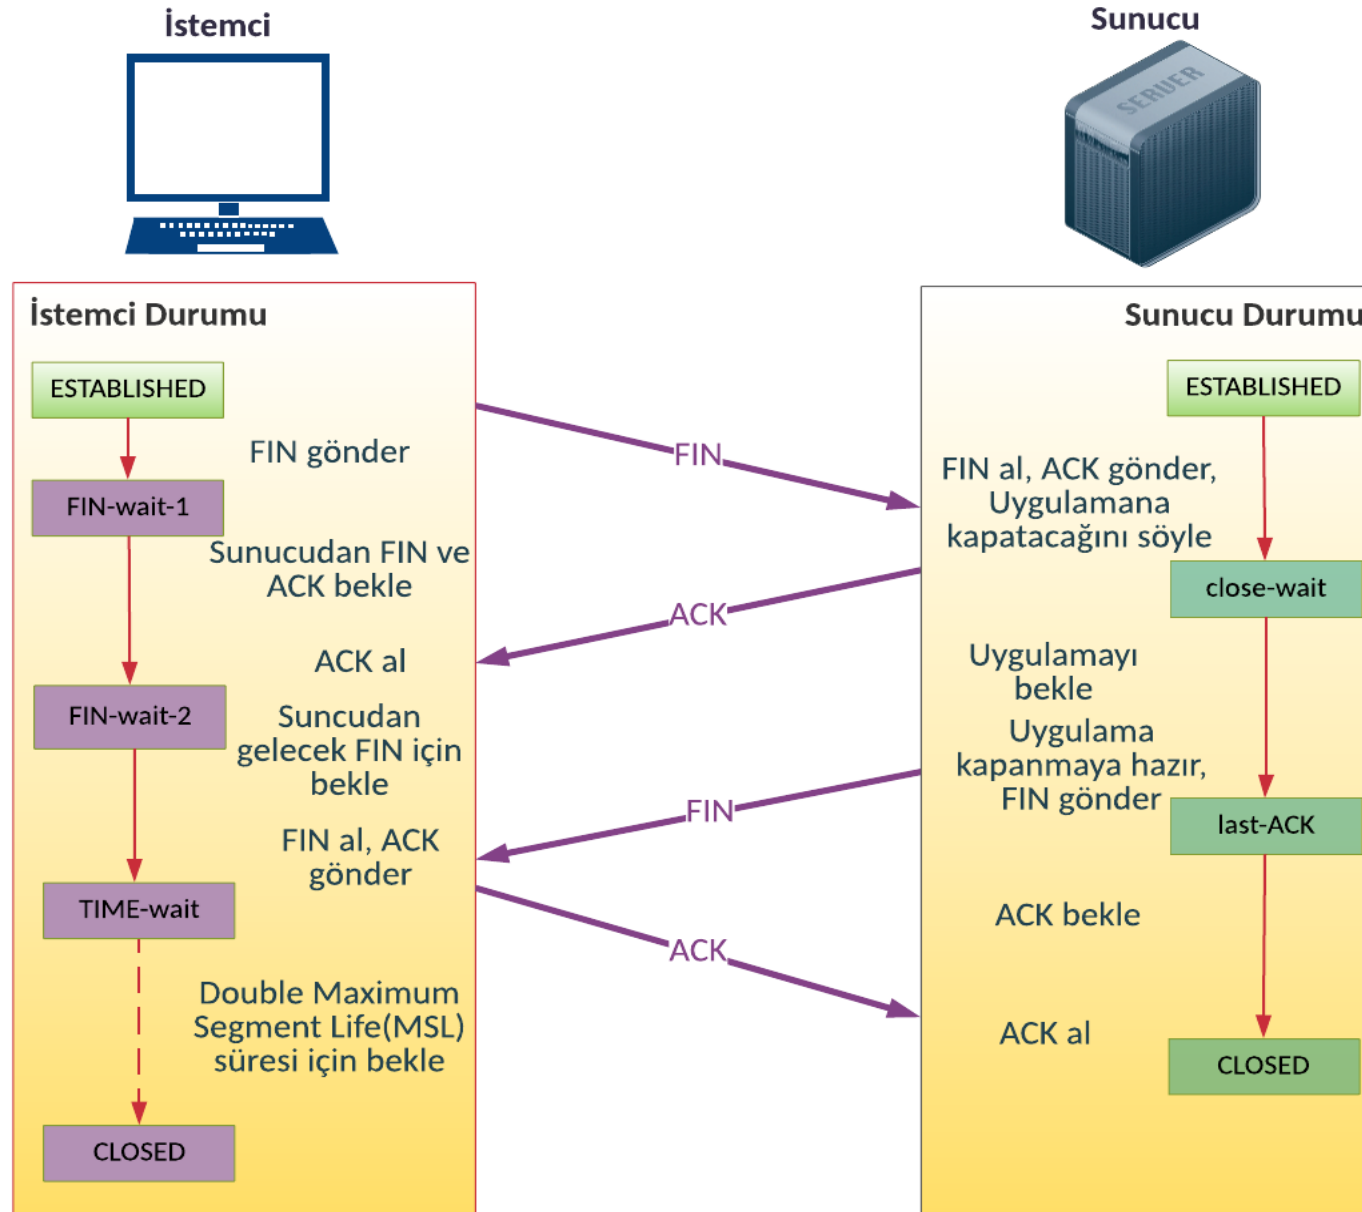 İstemci
Sunucu
SERVER
İstemci Durumu
ESTABLISHED
FIN gönder
FIN-wait-1
Sunucudan FIN ve
ACK bekle
ACK al
FIN-wait-2
Suncudan
gelecek FIN için
bekle
FIN al, ACK
gönder
TIME-wait
Double Maximum
Segment Life(MSL)
süresi için bekle
CLOSED
FIN
ACK
FIN
ACK
Sunucu Durumu
ESTABLISHED
FIN al, ACK gönder,
Uygulamana
kapatacağını söyle
close-wait
Uygulamayı
bekle
Uygulama
kapanmaya hazır,
FIN gönder
last-ACK
ACK bekle
ACK al
CLOSED